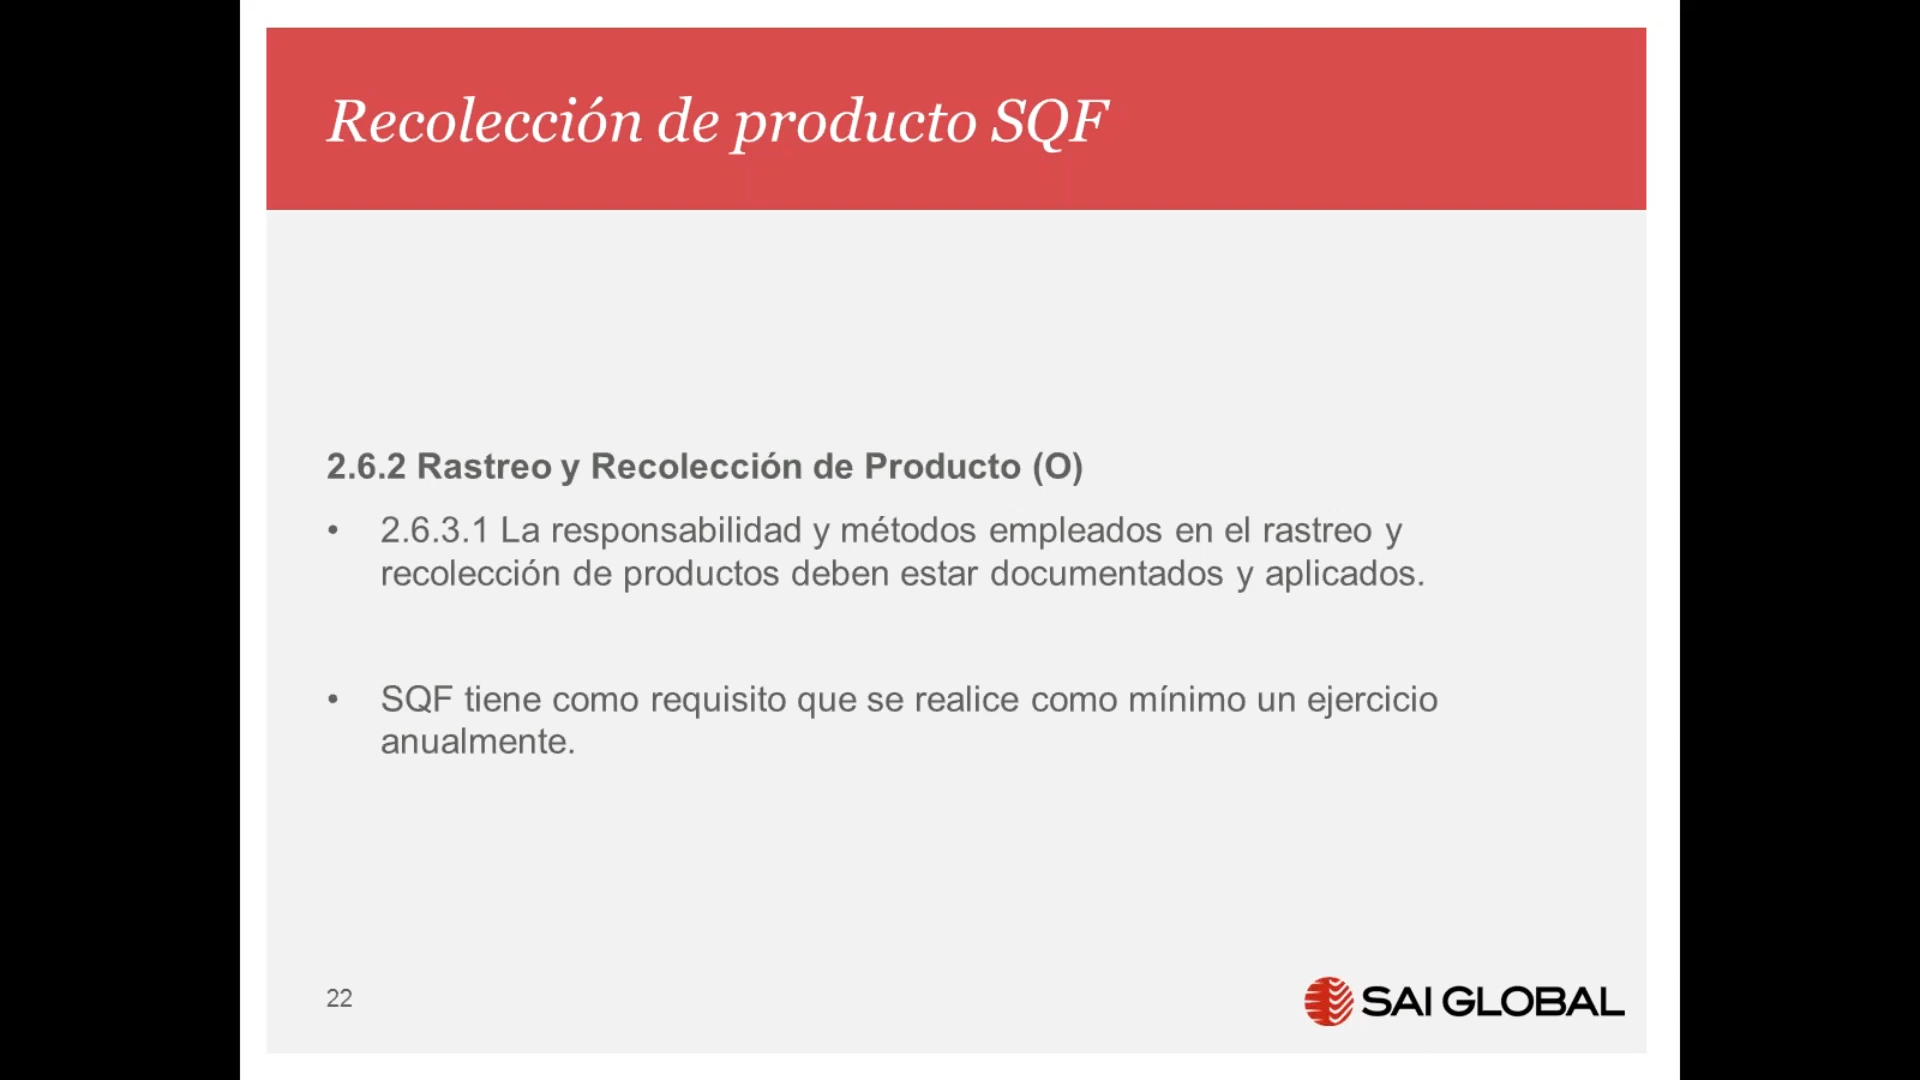 Recolección de producto SQF
2.6.2 Rastreo y Recolección de Producto (O)
• 2.6.3.1 La responsabilidad y métodos empleados en el rastreo y
recolección de productos deben estar documentados y aplicados.
• SQF tiene como requisito que se realice como mínimo un ejercicio
anualmente.
22
SAI GLOBAL